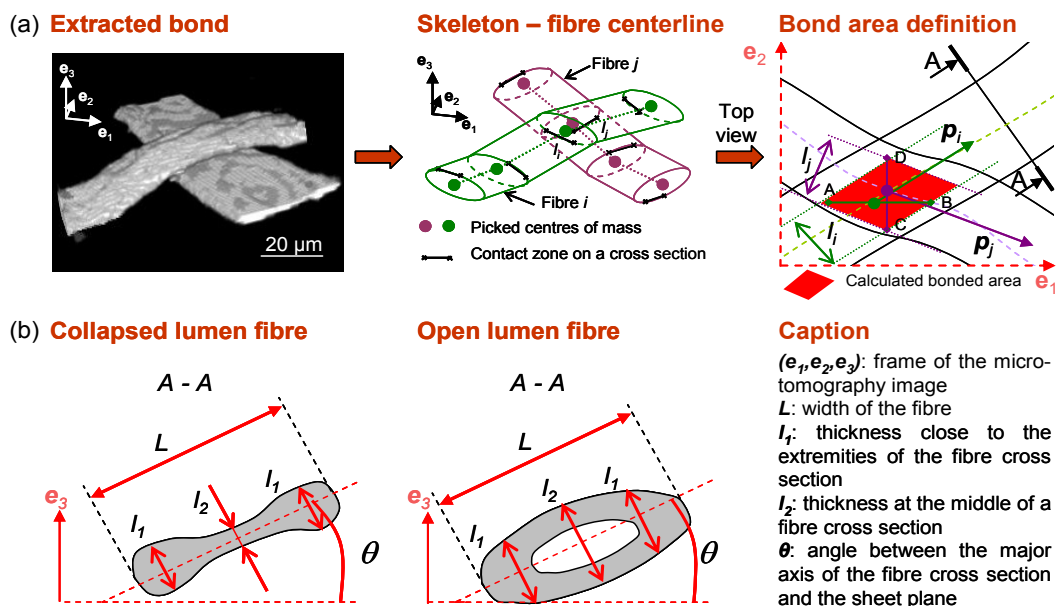 (a) Extracted bond
Skeleton – fibre centerline
Bond area definition
e3
e2
e1
20 µm
e3
e2
e1
Fibre j
lj
li
Fibre i
Picked centres of mass
Contact zone on a cross section
Top
view
e2
A
A
pi
pj
lj
li
A
B
C
D
e1
Calculated bonded area
(b) Collapsed lumen fibre
Open lumen fibre
Caption
A - A
L
l1
l2
l1
e3
θ
A - A
L
l1
l2
l1
e3
θ
(e1,e2,e3): frame of the micro-
tomography image
L: width of the fibre
l1: thickness close to the
extremities of the fibre cross
section
l2: thickness at the middle of a
fibre cross section
θ: angle between the major
axis of the fibre cross section
and the sheet plane